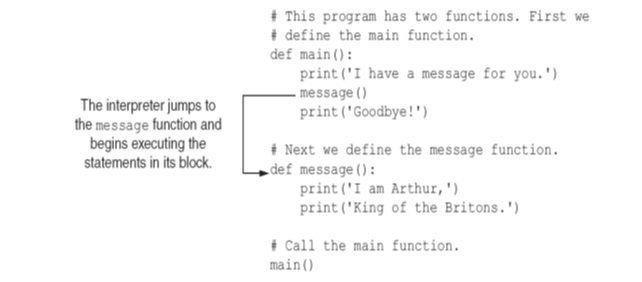 # This program has two functions. First we
# define the main function.
def main():
    print('I have a message for you.')
    message()
    print('Goodbye!')
The interpreter jumps to
the message function and
begins executing the
statements in its block.
# Next we define the message function.
def message():
    print('I am Arthur,')
    print('King of the Britons.')
# Call the main function.
main()